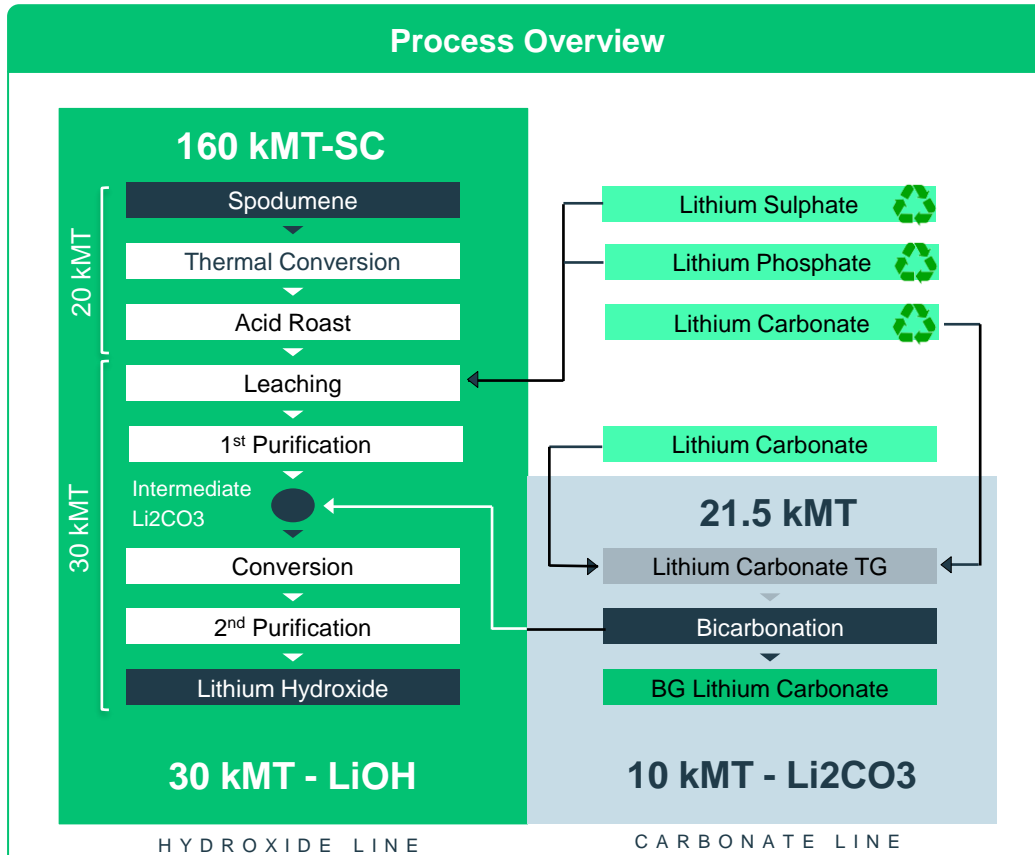 Process Overview
160 kMT-SC
20 kMT
Spodumene
Thermal Conversion
Acid Roast
30 kMT
Leaching
1st Purification
Intermediate
Li2CO3
Conversion
2nd Purification
Lithium Hydroxide
30 kMT - LiOH
HYDROXIDE LINE
Lithium Sulphate
Lithium Phosphate
Lithium Carbonate
Lithium Carbonate
21.5 kMT
Lithium Carbonate TG
Bicarbonation
BG Lithium Carbonate
10 kMT - Li2CO3
CARBONATE LINE